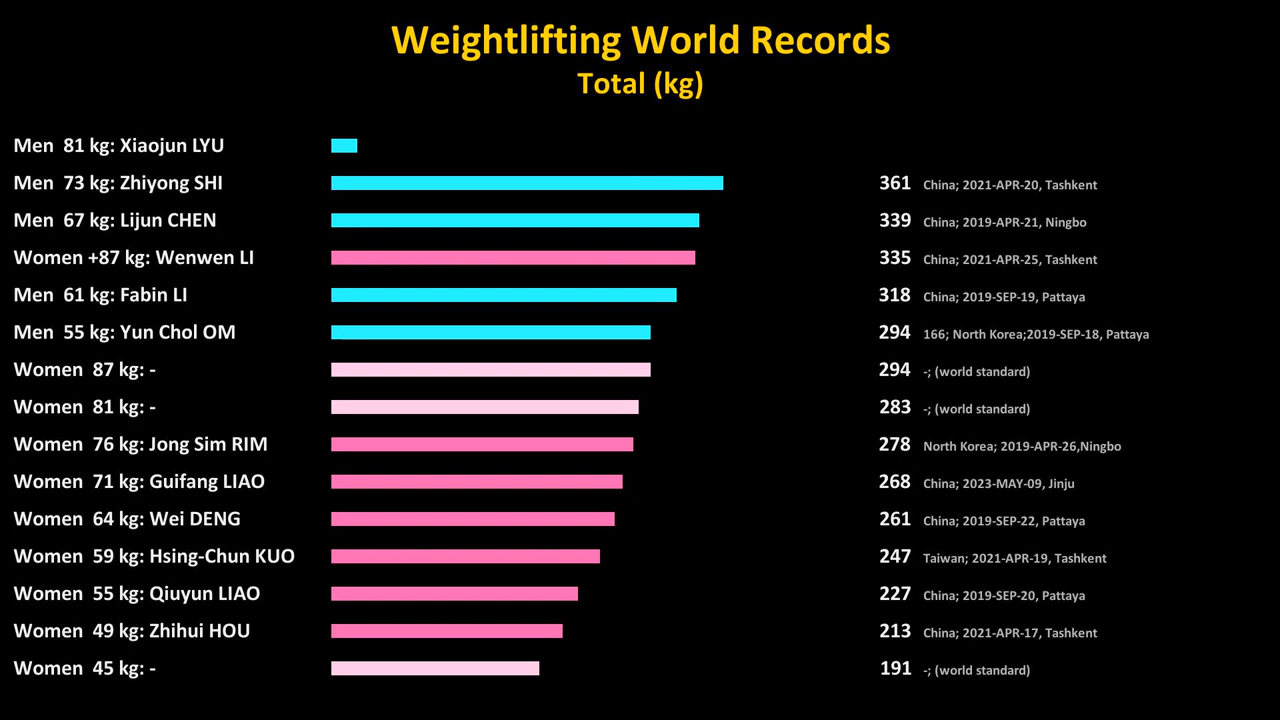 Weightlifting World Records
Total (kg)
Men 81 kg: Xiaojun LYU
Men 73 kg: Zhiyong SHI 361 China; 2021-APR-20, Tashkent
Men 67 kg: Lijun CHEN 339 China; 2019-APR-21, Ningbo
Women +87 kg: Wenwen LI 335 China; 2021-APR-25, Tashkent
Men 61 kg: Fabin LI 318 China; 2019-SEP-19, Pattaya
Men 55 kg: Yun Chol OM 294 166; North Korea;2019-SEP-18, Pattaya
Women 87 kg: - 294 -; (world standard)
Women 81 kg: - 283 -; (world standard)
Women 76 kg: Jong Sim RIM 278 North Korea; 2019-APR-26,Ningbo
Women 71 kg: Guifang LIAO 268 China; 2023-MAY-09, Jinju
Women 64 kg: Wei DENG 261 China; 2019-SEP-22, Pattaya
Women 59 kg: Hsing-Chun KUO 247 Taiwan; 2021-APR-19, Tashkent
Women 55 kg: Qiuyun LIAO 227 China; 2019-SEP-20, Pattaya
Women 49 kg: Zhihui HOU 213 China; 2021-APR-17, Tashkent
Women 45 kg: - 191 -; (world standard)